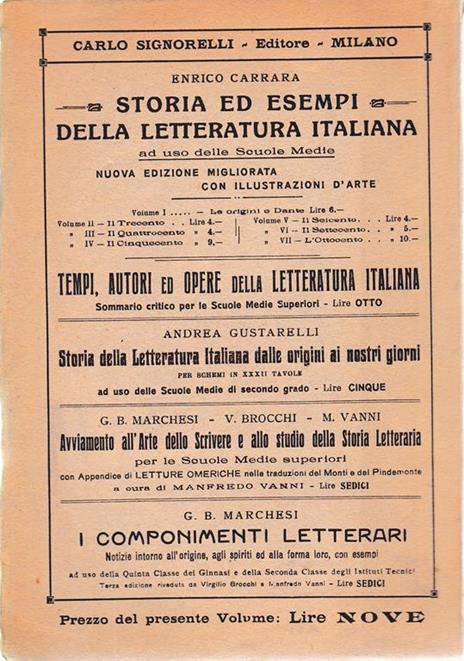 CARLO SIGNORELLI - Editore - MILANO
ENRICO CARRARA
STORIA ED ESEMPI
DELLA LETTERATURA ITALIANA
ad uso delle Scuole Medie
NUOVA EDIZIONE MIGLIORATA
CON ILLUSTRAZIONI D'ARTE
Volume I ..... - Le origini e Dante Lire 6.-
Volume II - Il Trecento . . Lire 4.-
" III - Il Quattrocento " 4.-
" IV - Il Cinquecento " 9.-
Volume V - Il Seicento . . . Lire 4.-
" VI - Il Settecento . . " 5.-
" VII - L'Ottocento . . " 10.-
TEMPI, AUTORI ED OPERE DELLA LETTERATURA ITALIANA
Sommario critico per le Scuole Medie Superiori - Lire OTTO
ANDREA GUSTARELLI
Storia della Letteratura Italiana dalle origini ai nostri giorni
PER SCHEMI IN XXXII TAVOLE
ad uso delle Scuole Medie di secondo grado - Lire CINQUE
G. B. MARCHESI - V. BROCCHI - M. VANNI
Avviamento all'Arte dello Scrivere e allo studio della Storia Letteraria
per le Scuole Medie superiori
con Appendice di LETTURE OMERICHE nelle traduzioni del Monti e del Pindemonte
a cura di MANFREDO VANNI - Lire SEDICI
G. B. MARCHESI
I COMPONIMENTI LETTERARI
Notizie intorno all'origine, agli spiriti ed alla forma loro, con esempi
ad uso della Quinta Classe dei Ginnasi e della Seconda Classe degli Istituti Tecnici
Terza edizione riveduta da Virgilio Brocchi e Manfredo Vanni - Lire SEDICI
Prezzo del presente Volume: Lire NOVE